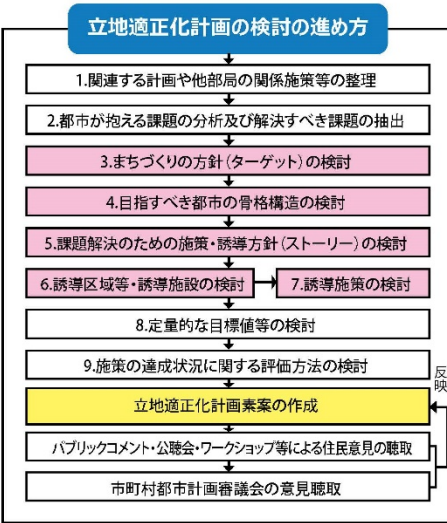 立地適正化計画の検討の進め方
1.関連する計画や他部局の関係施策等の整理
2.都市が抱える課題の分析及び解決すべき課題の抽出
3.まちづくりの方針(ターゲット)の検討
4.目指すべき都市の骨格構造の検討
5.課題解決のための施策・誘導方針(ストーリー)の検討
6.誘導区域等・誘導施設の検討
7.誘導施策の検討
8.定量的な目標値等の検討
9.施策の達成状況に関する評価方法の検討
反映
立地適正化計画素案の作成
パブリックコメント・公聴会・ワークショップ等による住民意見の聴取
市町村都市計画審議会の意見聴取